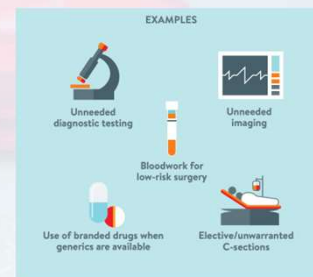 EXAMPLES
Unneeded
diagnostic testing
Unneeded
imaging
Bloodwork for
low-risk surgery
Use of branded drugs when
generics are available
Elective/unwarranted
C-sections